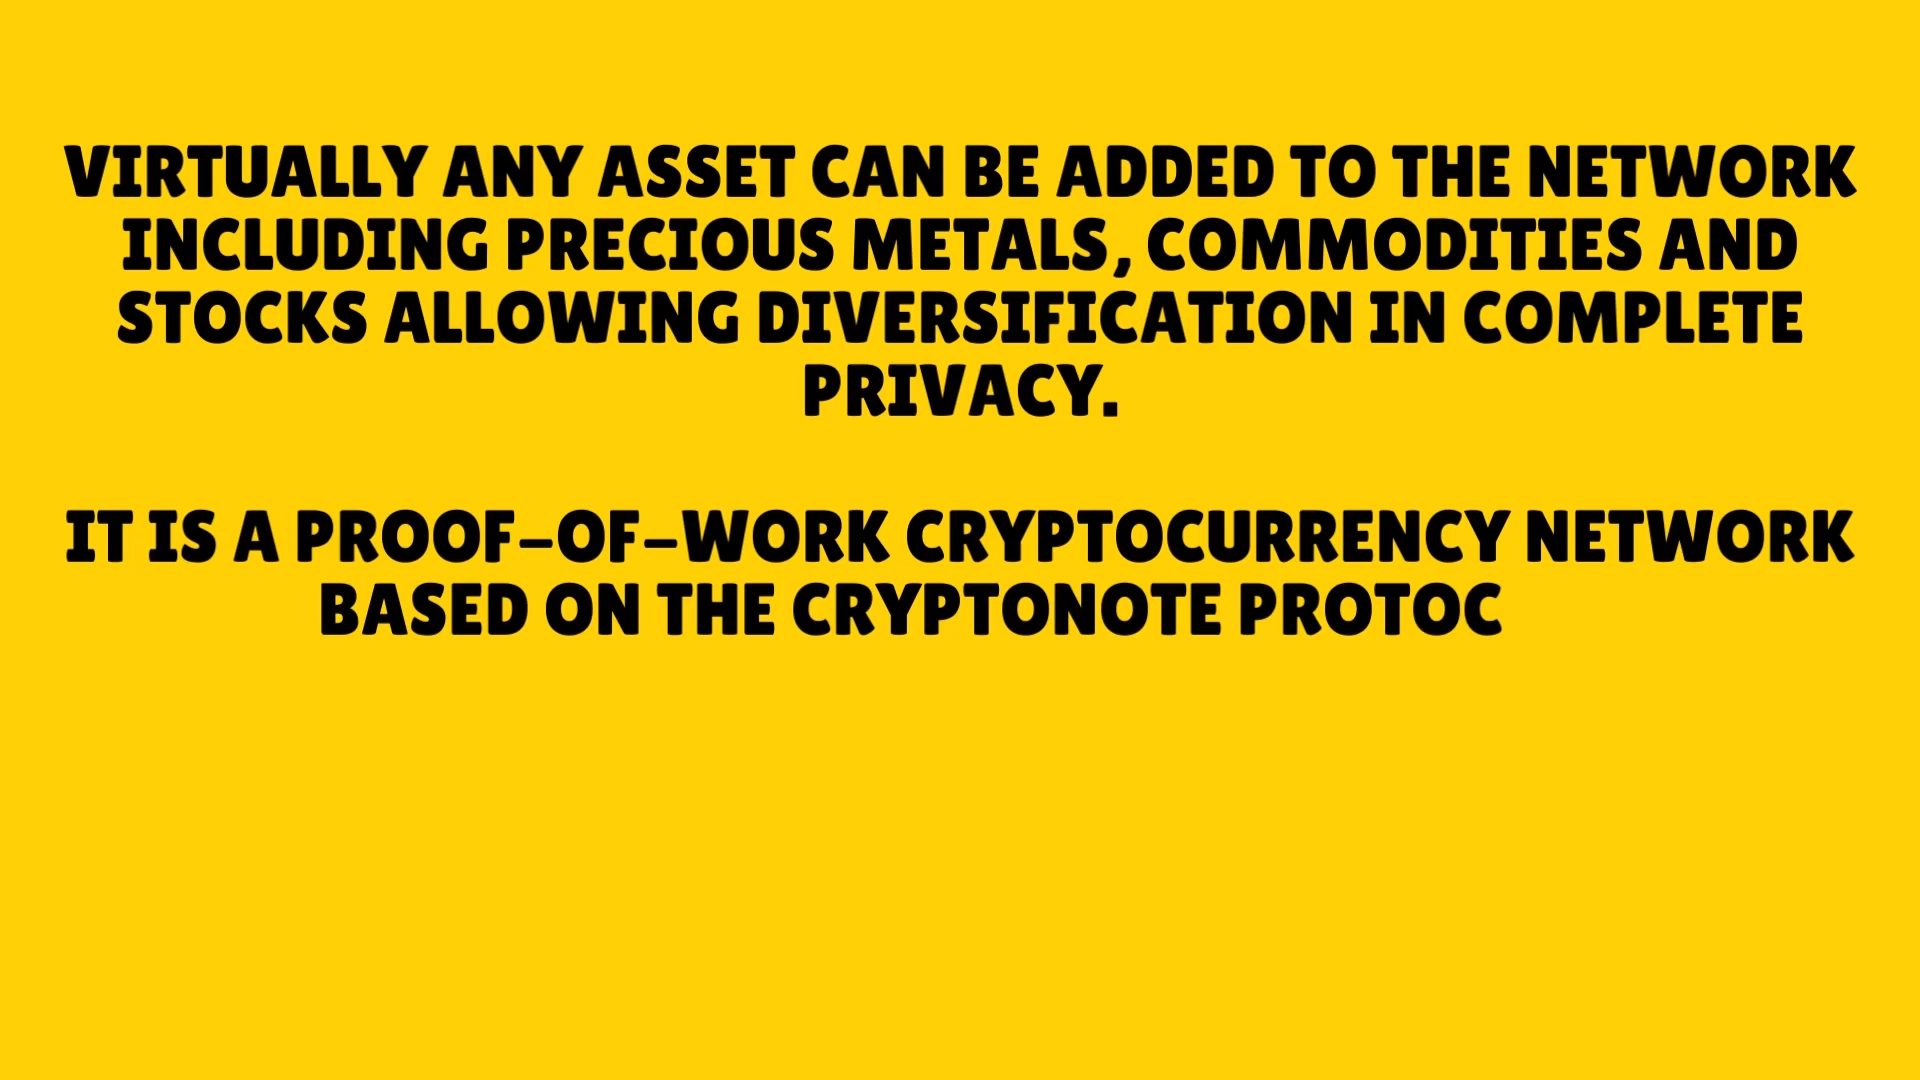 VIRTUALLY ANY ASSET CAN BE ADDED TO THE NETWORK
INCLUDING PRECIOUS METALS, COMMODITIES AND
STOCKS ALLOWING DIVERSIFICATION IN COMPLETE
PRIVACY.
IT IS A PROOF-OF-WORK CRYPTOCURRENCY NETWORK
BASED ON THE CRYPTONOTE PROTOC